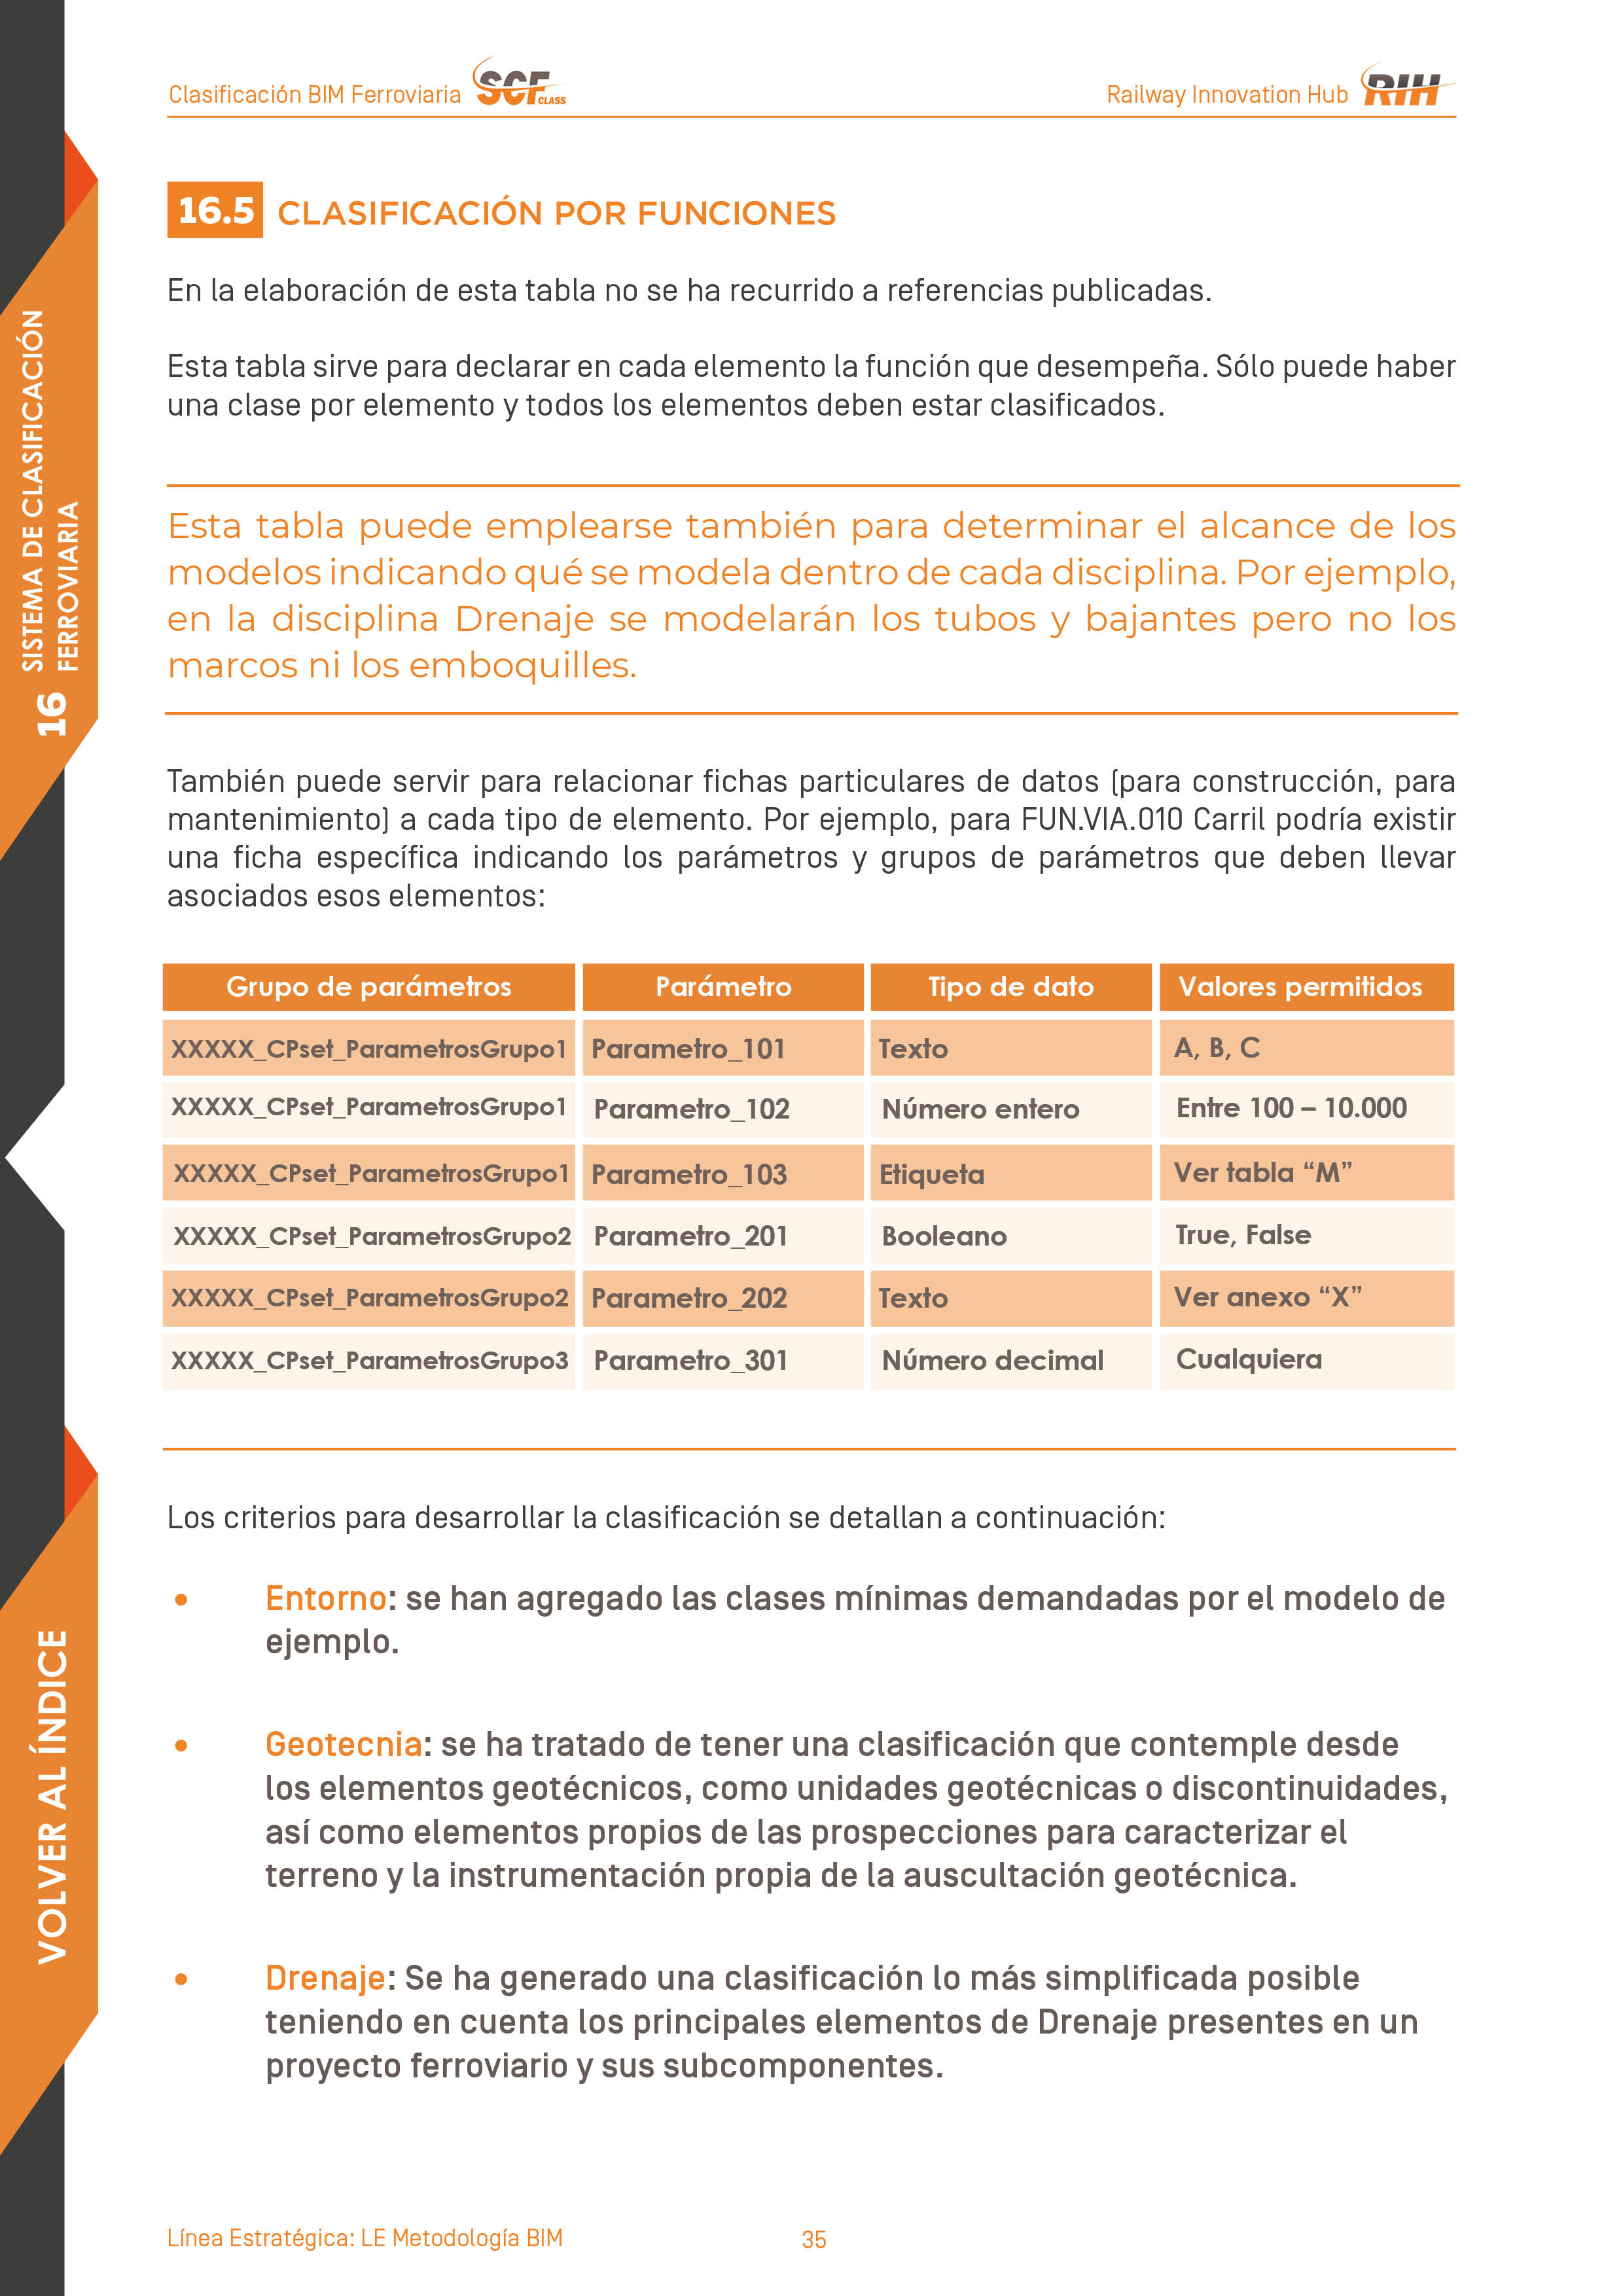 Clasificación BIM Ferroviaria SCF CLASS
Railway Innovation Hub RIH
16.5 CLASIFICACIÓN POR FUNCIONES
En la elaboración de esta tabla no se ha recurrido a referencias publicadas.
Esta tabla sirve para declarar en cada elemento la función que desempeña. Sólo puede haber
una clase por elemento y todos los elementos deben estar clasificados.
Esta tabla puede emplearse también para determinar el alcance de los
modelos indicando qué se modela dentro de cada disciplina. Por ejemplo,
en la disciplina Drenaje se modelarán los tubos y bajantes pero no los
marcos ni los emboquilles.
También puede servir para relacionar fichas particulares de datos (para construcción, para
mantenimiento) a cada tipo de elemento. Por ejemplo, para FUN.VIA.010 Carril podría existir
una ficha específica indicando los parámetros y grupos de parámetros que deben llevar
asociados esos elementos:
Grupo de parámetros Parámetro Tipo de dato Valores permitidos
XXXXX_CPset_ParametrosGrupo1 Parametro_101 Texto A, B, C
XXXXX_CPset_ParametrosGrupo1 Parametro_102 Número entero Entre 100 – 10.000
XXXXX_CPset_ParametrosGrupo1 Parametro_103 Etiqueta Ver tabla “M”
XXXXX_CPset_ParametrosGrupo2 Parametro_201 Booleano True, False
XXXXX_CPset_ParametrosGrupo2 Parametro_202 Texto Ver anexo “X”
XXXXX_CPset_ParametrosGrupo3 Parametro_301 Número decimal Cualquiera
Los criterios para desarrollar la clasificación se detallan a continuación:
• Entorno: se han agregado las clases mínimas demandadas por el modelo de
ejemplo.
• Geotecnia: se ha tratado de tener una clasificación que contemple desde
los elementos geotécnicos, como unidades geotécnicas o discontinuidades,
así como elementos propios de las prospecciones para caracterizar el
terreno y la instrumentación propia de la auscultación geotécnica.
• Drenaje: Se ha generado una clasificación lo más simplificada posible
teniendo en cuenta los principales elementos de Drenaje presentes en un
proyecto ferroviario y sus subcomponentes.
Línea Estratégica: LE Metodología BIM
35
16 SISTEMA DE CLASIFICACIÓN
FERROVIARIA
VOLVER AL ÍNDICE